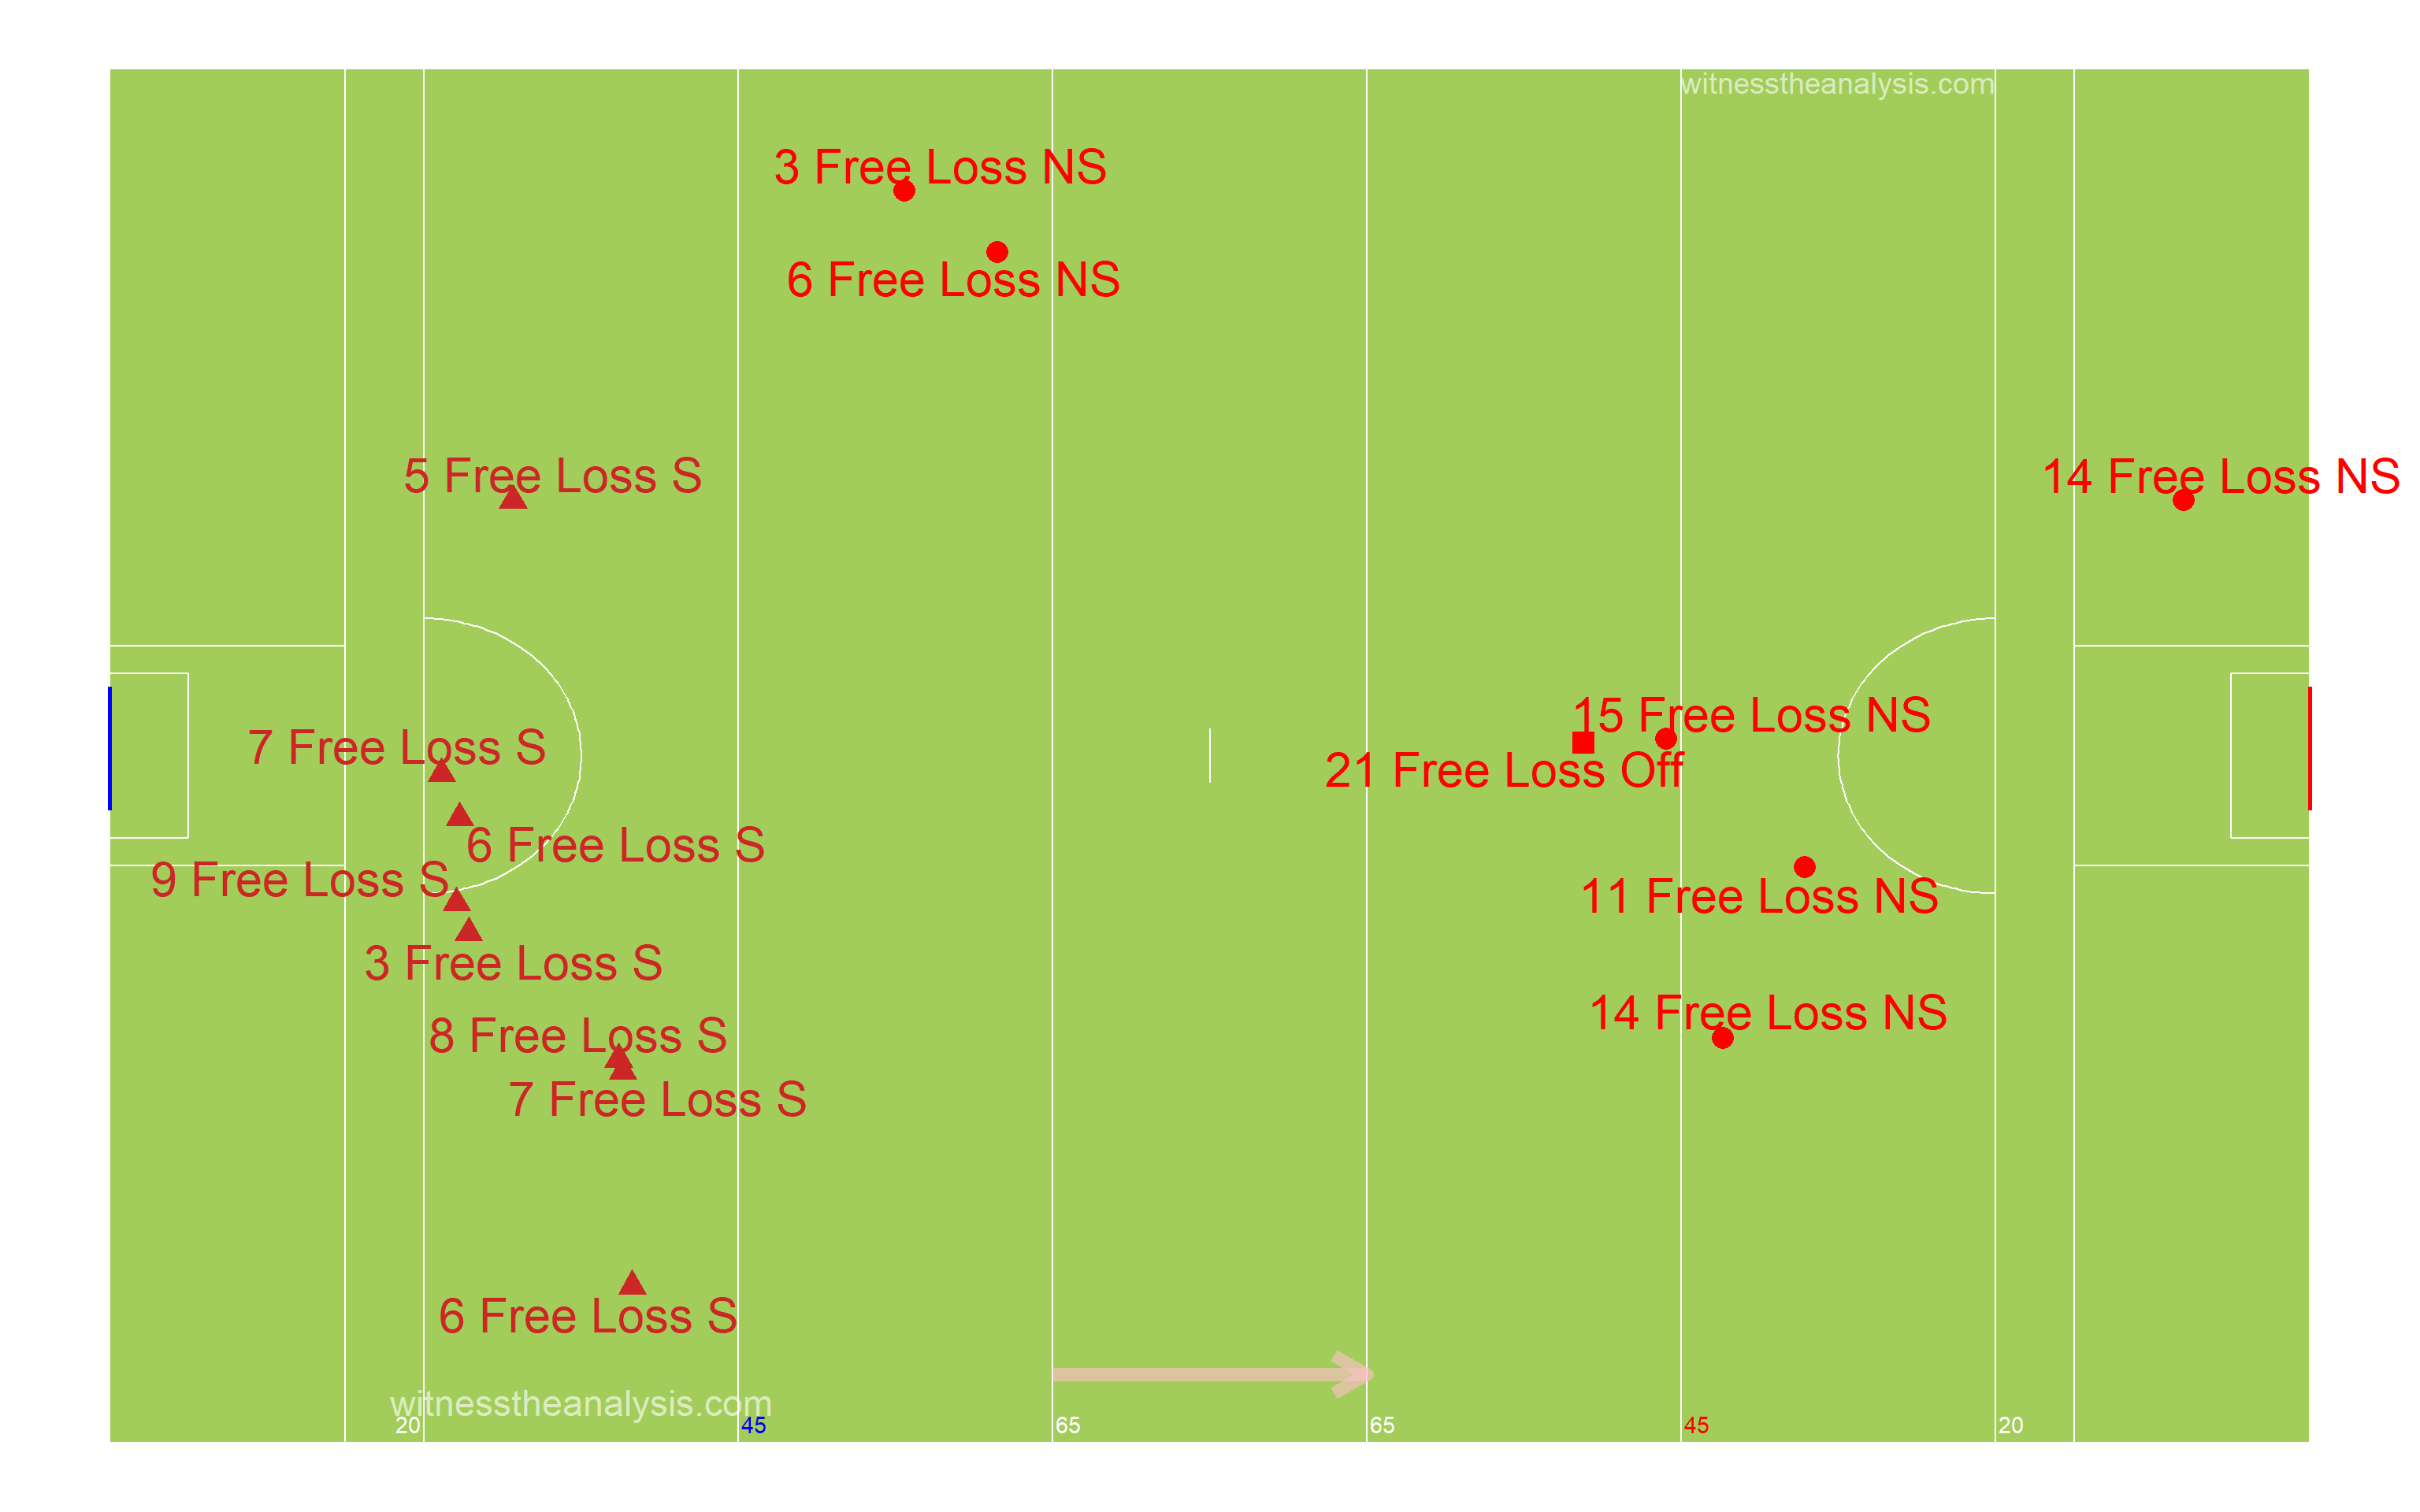 witnesstheanalysis.com
3 Free Loss NS
6 Free Loss NS
5 Free Loss S
14 Free Loss NS
15 Free Loss NS
7 Free Loss S
21 Free Loss Off
6 Free Loss S
9 Free Loss S
11 Free Loss NS
3 Free Loss S
14 Free Loss NS
8 Free Loss S
7 Free Loss S
6 Free Loss S
witnesstheanalysis.com
20 45 65 65 45 20